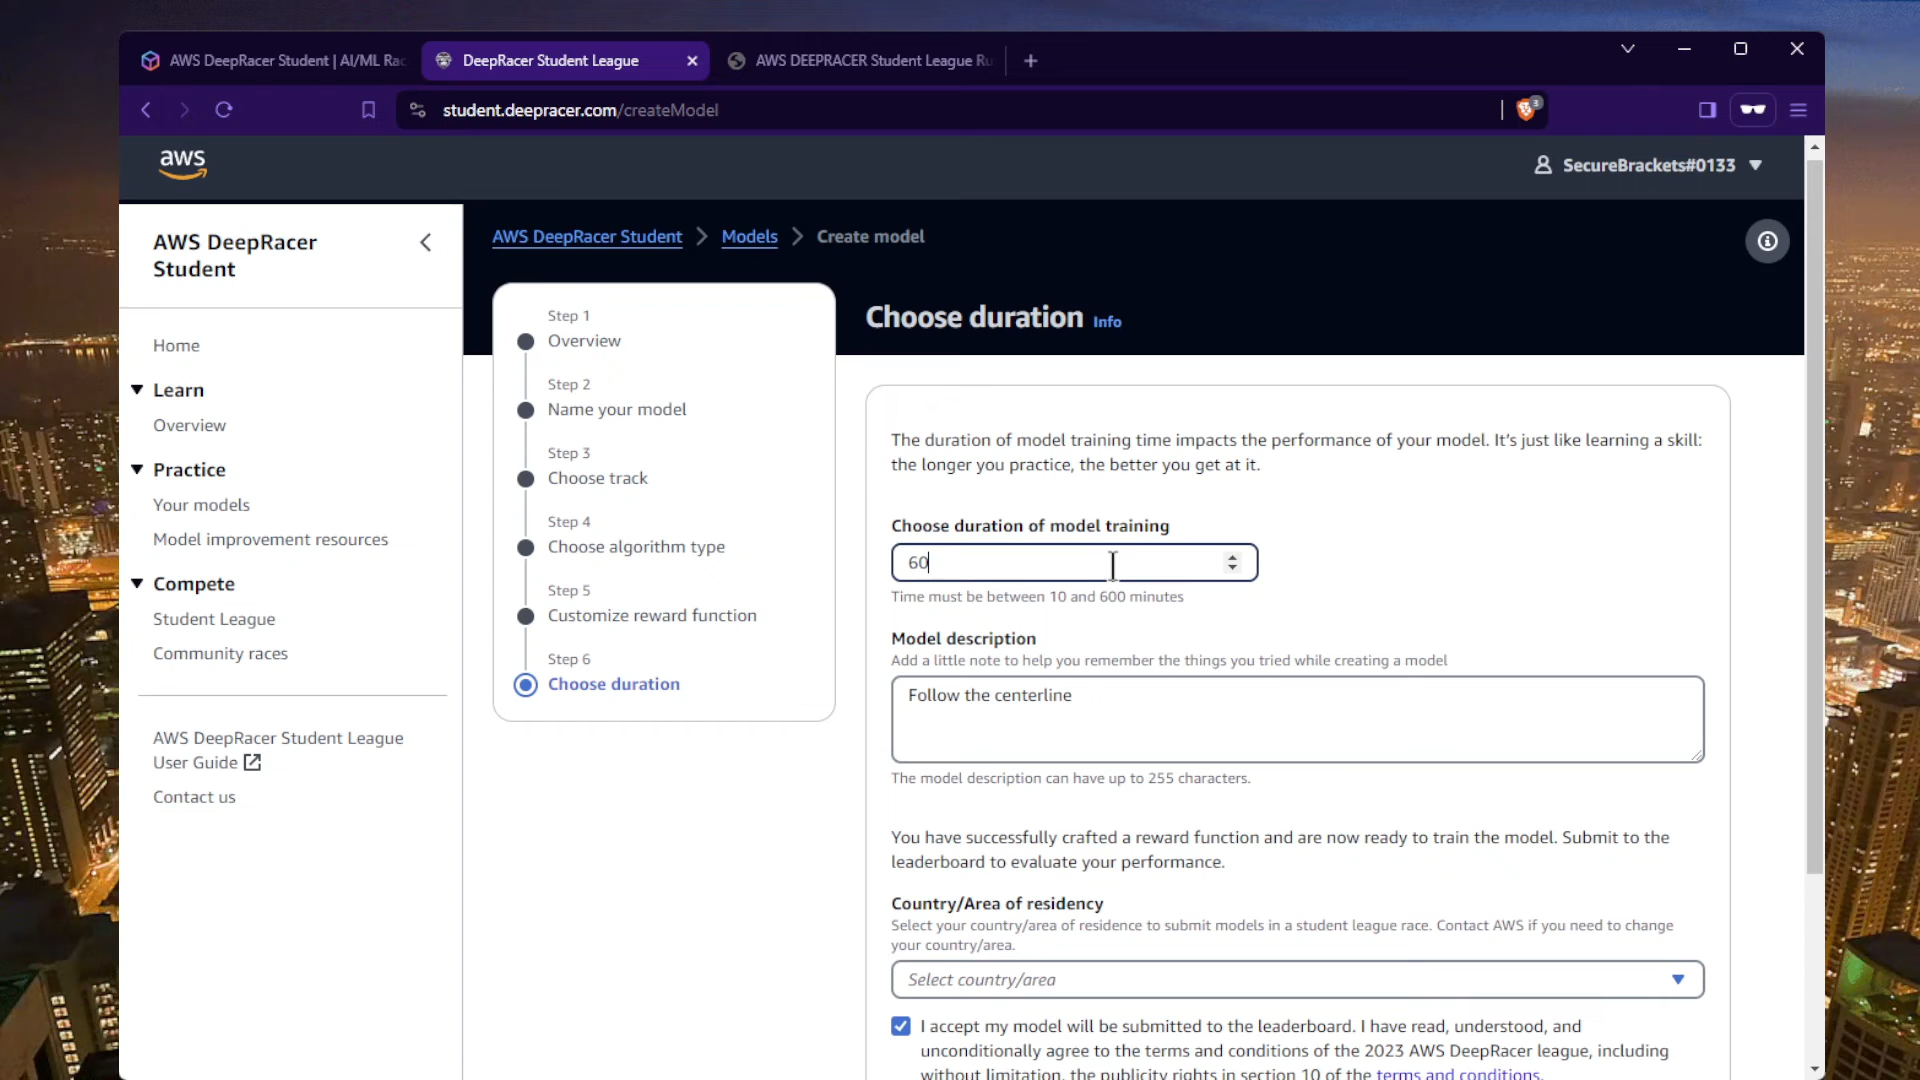 AWS DeepRacer Student | AI/ML Rac
DeepRacer Student League
AWS DEEPRACER Student League Ru
student.deepracer.com/createModel
3
aws
SecureBrackets#0133
AWS DeepRacer
Student
Home
Learn
Overview
Practice
Your models
Model improvement resources
Compete
Student League
Community races
AWS DeepRacer Student League
User Guide
Contact us
AWS DeepRacer Student
Models
Create model
Step 1
Overview
Step 2
Name your model
Step 3
Choose track
Step 4
Choose algorithm type
Step 5
Customize reward function
Step 6
Choose duration
Choose duration Info
The duration of model training time impacts the performance of your model. It's just like learning a skill:
the longer you practice, the better you get at it.
Choose duration of model training
60
Time must be between 10 and 600 minutes
Model description
Add a little note to help you remember the things you tried while creating a model
Follow the centerline
The model description can have up to 255 characters.
You have successfully crafted a reward function and are now ready to train the model. Submit to the
leaderboard to evaluate your performance.
Country/Area of residency
Select your country/area of residence to submit models in a student league race. Contact AWS if you need to change
your country/area.
Select country/area
I accept my model will be submitted to the leaderboard. I have read, understood, and
unconditionally agree to the terms and conditions of the 2023 AWS DeepRacer league, including
without limitation, the publicity rights in section 10 of the terms and conditions.